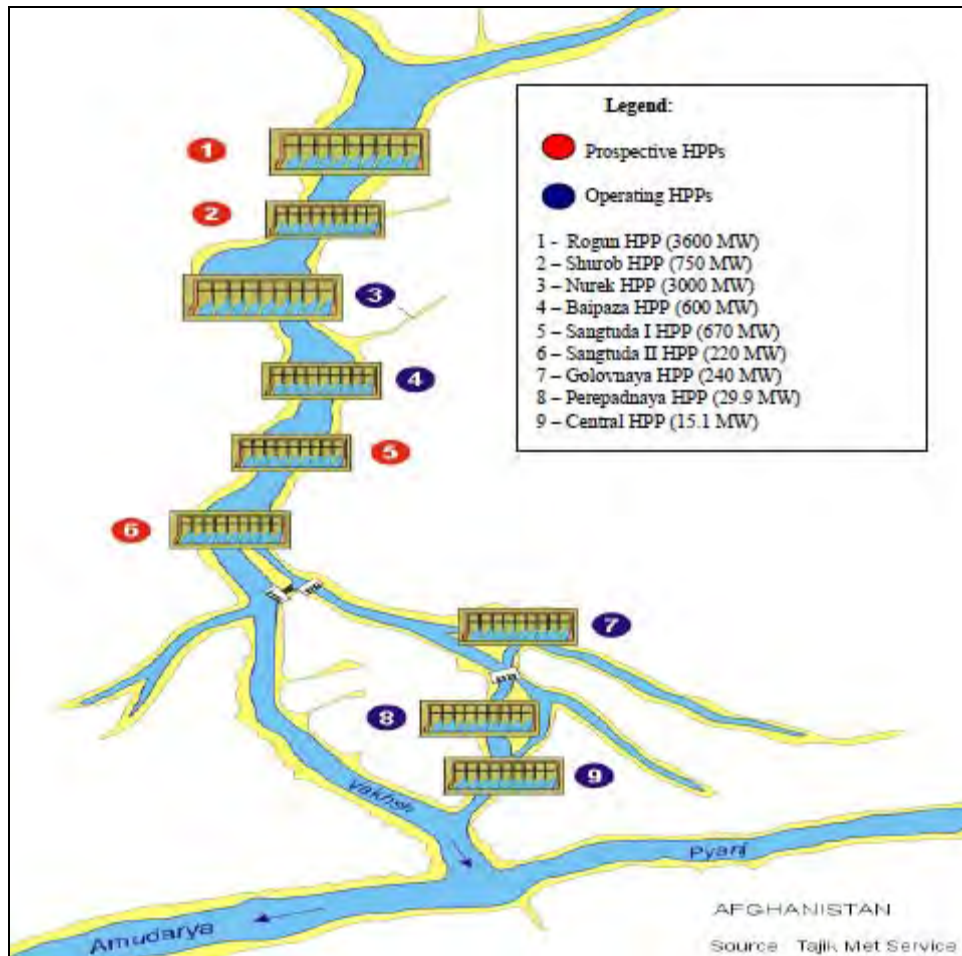 Legend:
Prospective HPPs
Operating HPPs
1 - Rogun HPP (3600 MW)
2 – Shurob HPP (750 MW)
3 – Nurek HPP (3000 MW)
4 – Baipaza HPP (600 MW)
5 – Sangtuda I HPP (670 MW)
6 – Sangtuda II HPP (220 MW)
7 – Golovnaya HPP (240 MW)
8 – Perepadnaya HPP (29.9 MW)
9 – Central HPP (15.1 MW)
1
2
3
4
5
6
7
8
9
Vakhsh
Pyanj
Amudarya
AFGHANISTAN
Source Tajik Met Service